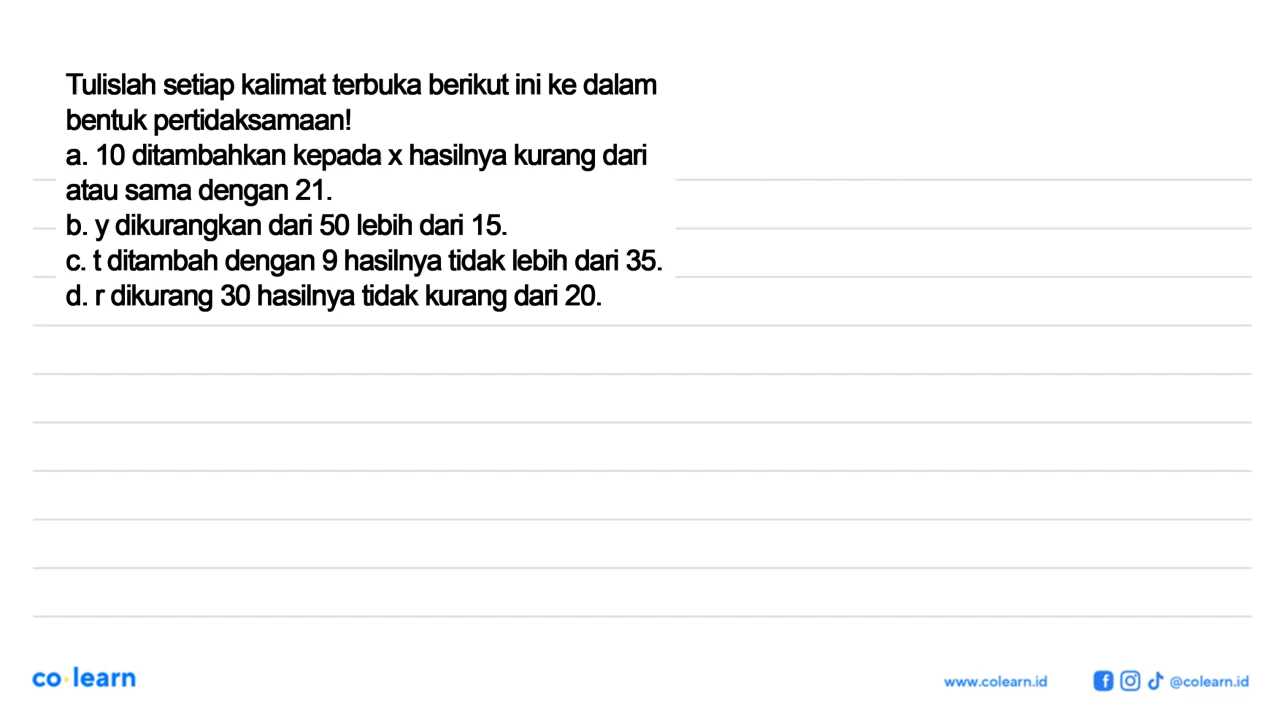 Tulislah setiap kalimat terbuka berikut ini ke dalam
bentuk pertidaksamaan!
a. 10 ditambahkan kepada x hasilnya kurang dari
atau sama dengan 21.
b. y dikurangkan dari 50 lebih dari 15.
c. t ditambah dengan 9 hasilnya tidak lebih dari 35.
d. r dikurang 30 hasilnya tidak kurang dari 20.
co learn
www.colearn.id
@colearn.id